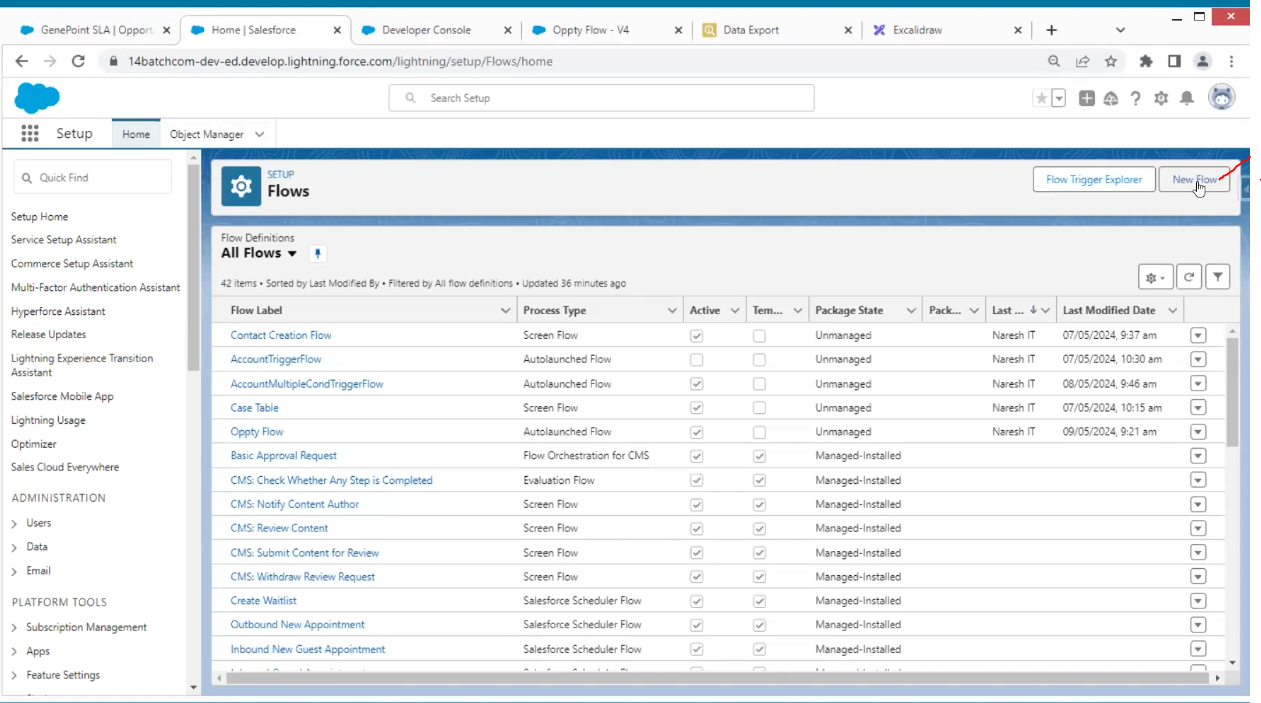 GenePoint SLA | Opport
Home | Salesforce
Developer Console
Oppty Flow - V4
Data Export
Excalidraw
14batchcom-dev-ed.develop.lightning.force.com/lightning/setup/Flows/home
Search Setup
Setup
Home
Object Manager
Quick Find
Setup Home
Service Setup Assistant
Commerce Setup Assistant
Multi-Factor Authentication Assistant
Hyperforce Assistant
Release Updates
Lightning Experience Transition
Assistant
Salesforce Mobile App
Lightning Usage
Optimizer
Sales Cloud Everywhere
ADMINISTRATION
Users
Data
Email
PLATFORM TOOLS
Subscription Management
Apps
Feature Settings
SETUP
Flows
Flow Trigger Explorer
New Flow
Flow Definitions
All Flows
42 items • Sorted by Last Modified By • Filtered by All flow definitions • Updated 36 minutes ago
Flow Label Process Type Active Tem... Package State Pack... Last ... Last Modified Date
Contact Creation Flow Screen Flow Unmanaged Naresh IT 07/05/2024, 9:37 am
AccountTriggerFlow Autolaunched Flow Unmanaged Naresh IT 07/05/2024, 10:30 am
AccountMultipleCondTriggerFlow Autolaunched Flow Unmanaged Naresh IT 08/05/2024, 9:46 am
Case Table Screen Flow Unmanaged Naresh IT 07/05/2024, 10:15 am
Oppty Flow Autolaunched Flow Unmanaged Naresh IT 09/05/2024, 9:21 am
Basic Approval Request Flow Orchestration for CMS Managed-Installed
CMS: Check Whether Any Step is Completed Evaluation Flow Managed-Installed
CMS: Notify Content Author Screen Flow Managed-Installed
CMS: Review Content Screen Flow Managed-Installed
CMS: Submit Content for Review Screen Flow Managed-Installed
CMS: Withdraw Review Request Screen Flow Managed-Installed
Create Waitlist Salesforce Scheduler Flow Managed-Installed
Outbound New Appointment Salesforce Scheduler Flow Managed-Installed
Inbound New Guest Appointment Salesforce Scheduler Flow Managed-Installed